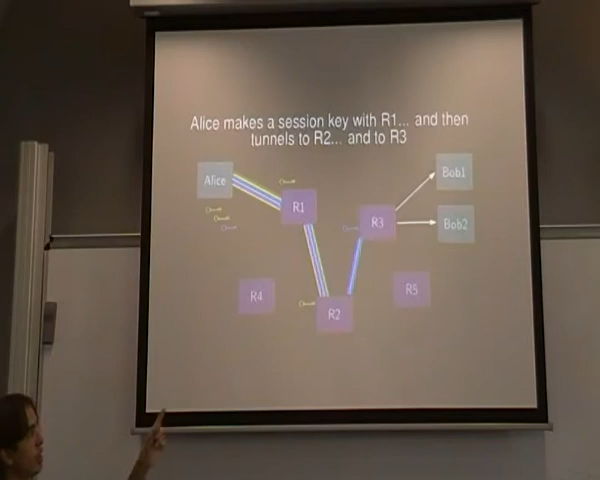 Alice makes a session key with R1... and then
tunnels to R2... and to R3
Alice
Bob1
R1
R3
Bob2
R4
R5
R2